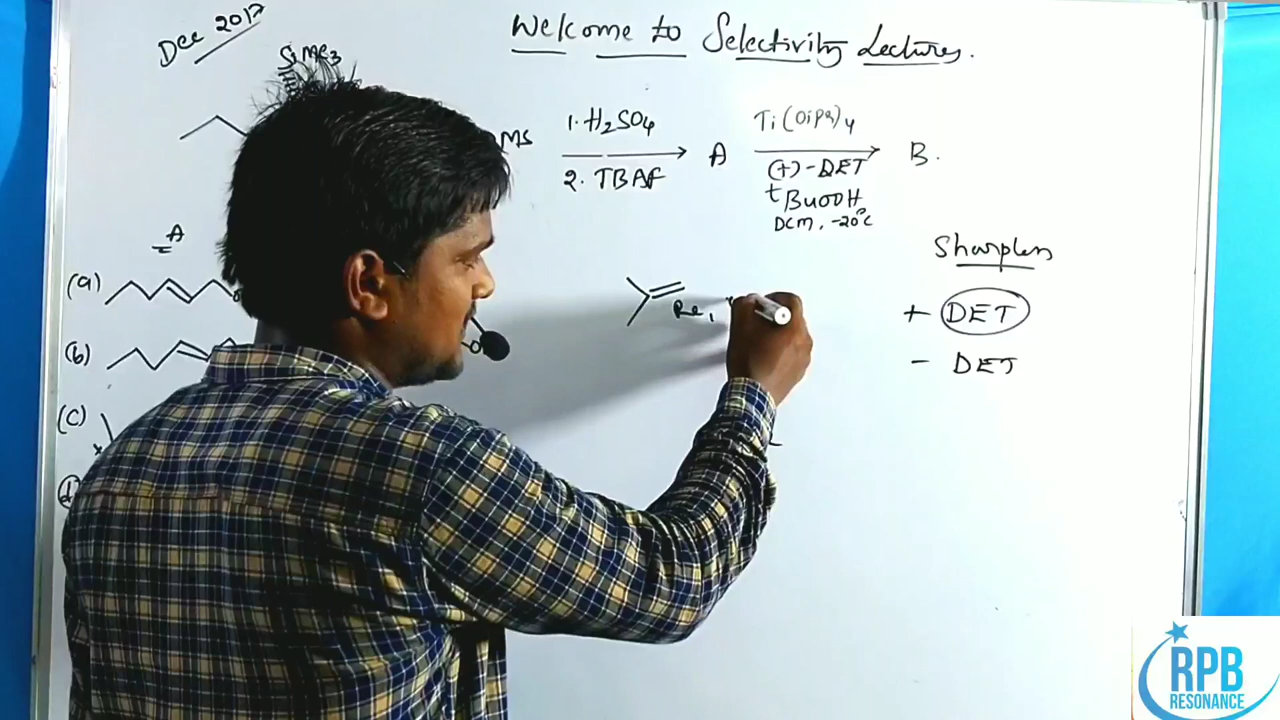 Dec 2017
Welcome to Selectivity Lectures.
SiMe3
MS
1. H2SO4
2. TBAF
A
Ti(OiPr)4
(+)-DET
tBuOOH
DCM, -20°C
B.
A
(a)
(b)
(c)
(d)
Re,
Sharpless
+ DET
- DET
RPB
RESONANCE